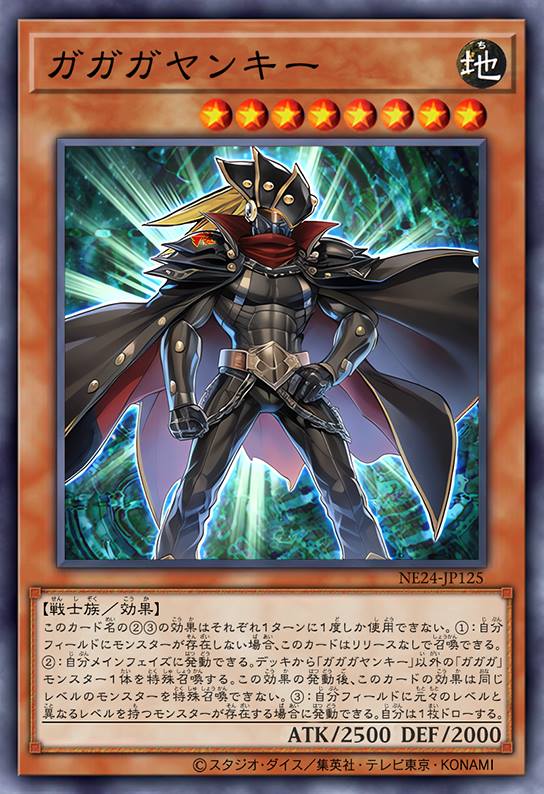 ガガガヤンキー
地
NE24-JP125
【戦士族／効果】
このカード名の②③の効果はそれぞれ1ターンに1度しか使用できない。①：自分
フィールドにモンスターが存在しない場合、このカードはリリースなしで召喚できる。
②：自分メインフェイズに発動できる。デッキから「ガガガヤンキー」以外の「ガガガ」
モンスター1体を特殊召喚する。この効果の発動後、このカードの効果は同じ
レベルのモンスターを特殊召喚できない。③：自分フィールドに元々のレベルと
異なるレベルを持つモンスターが存在する場合に発動できる。自分は1枚ドローする。
ATK/2500 DEF/2000
©スタジオ・ダイス／集英社・テレビ東京・KONAMI